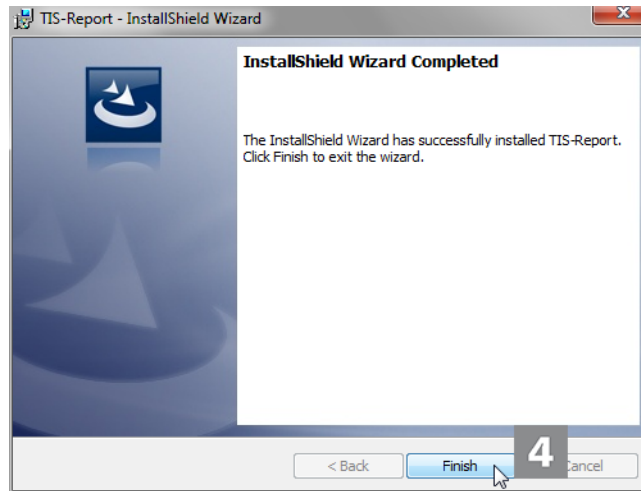 TIS-Report - InstallShield Wizard
InstallShield Wizard Completed
The InstallShield Wizard has successfully installed TIS-Report.
Click Finish to exit the wizard.
< Back
Finish
4
Cancel